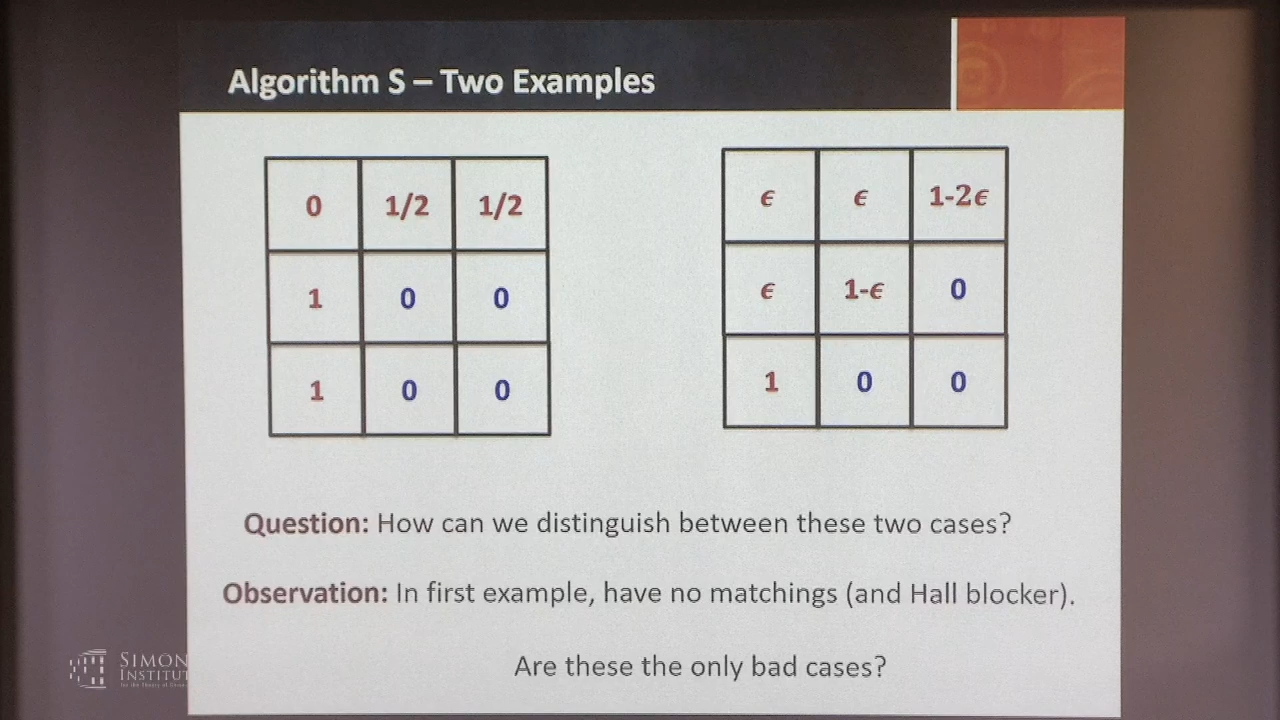 Algorithm S – Two Examples
0 1/2 1/2
1 0 0
1 0 0
ϵ ϵ 1-2ϵ
ϵ 1-ϵ 0
1 0 0
Question: How can we distinguish between these two cases?
Observation: In first example, have no matchings (and Hall blocker).
Are these the only bad cases?
SIMON
INSTITUT